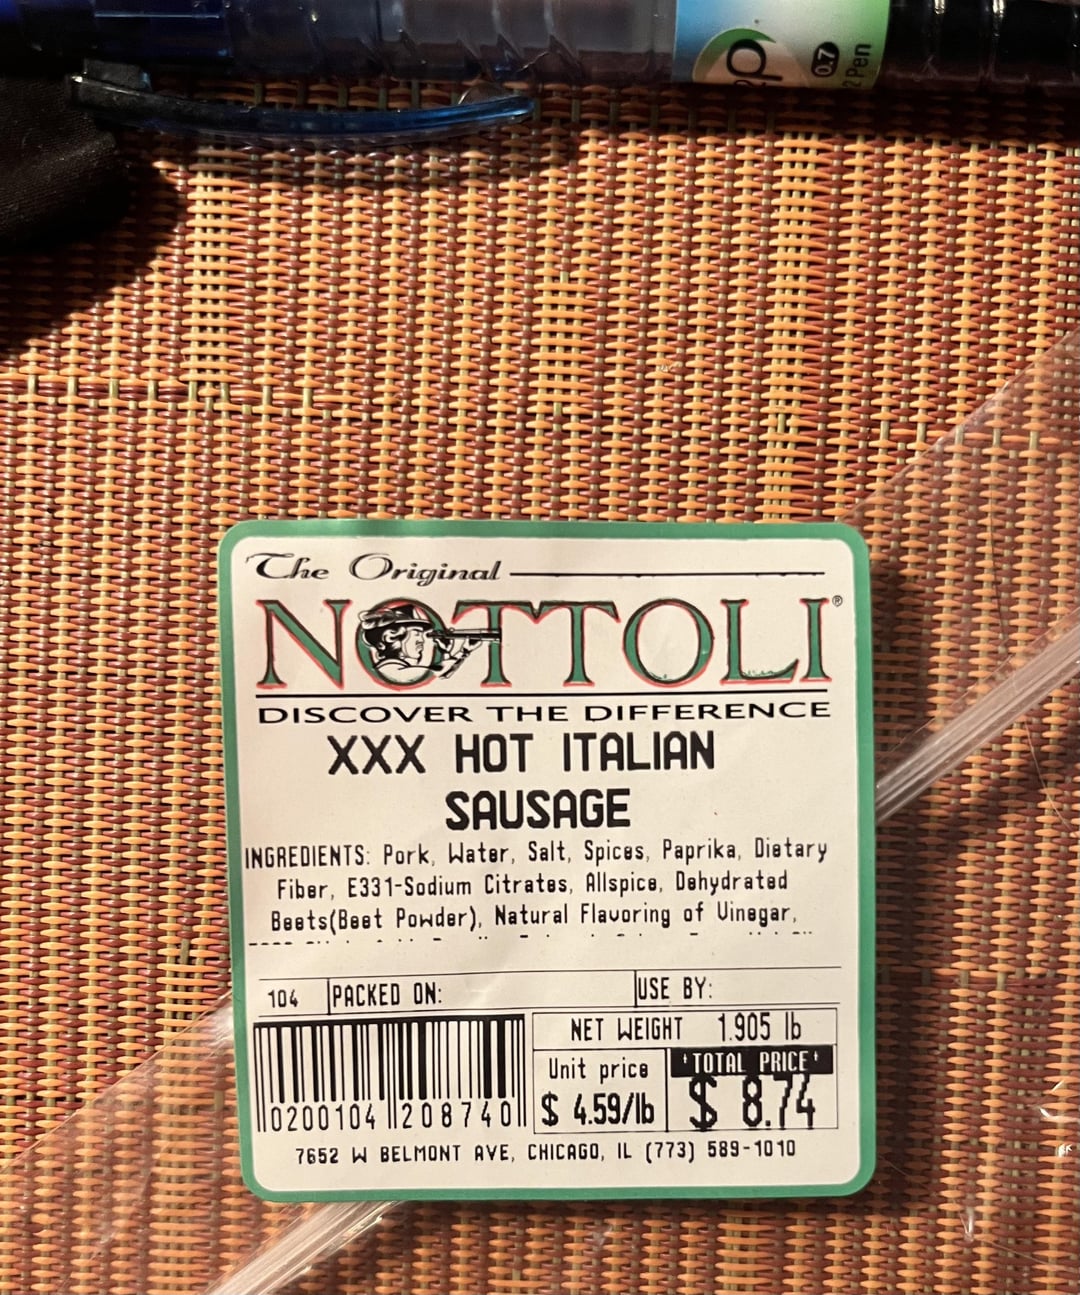 0.7
2 Pen
The Original
NOTTOLI®
DISCOVER THE DIFFERENCE
XXX HOT ITALIAN
SAUSAGE
INGREDIENTS: Pork, Water, Salt, Spices, Paprika, Dietary
Fiber, E331-Sodium Citrates, Allspice, Dehydrated
Beets(Beet Powder), Natural Flavoring of Vinegar,
104 PACKED ON: USE BY:
NET WEIGHT 1.905 lb
Unit price TOTAL PRICE
$ 4.59/lb $ 8.74
0200104 208740
7652 W BELMONT AVE, CHICAGO, IL (773) 589-1010